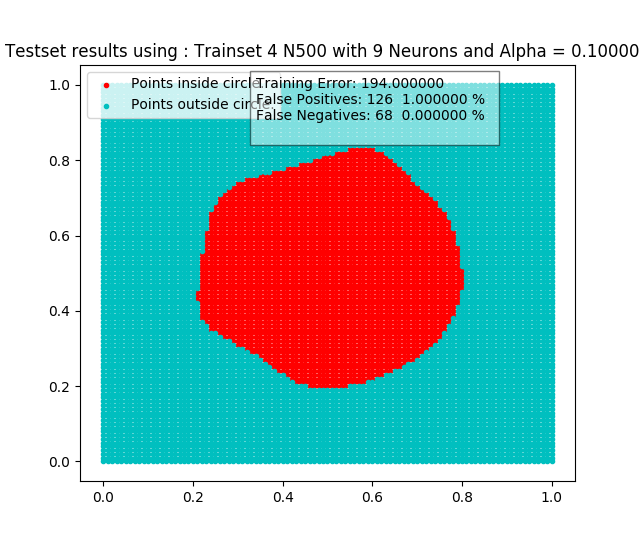 Testset results using : Trainset 4 N500 with 9 Neurons and Alpha = 0.10000
Points inside circle
Points outside circle
Training Error: 194.000000
False Positives: 126  1.000000 %
False Negatives: 68  0.000000 %
1.0
0.8
0.6
0.4
0.2
0.0
0.0 0.2 0.4 0.6 0.8 1.0